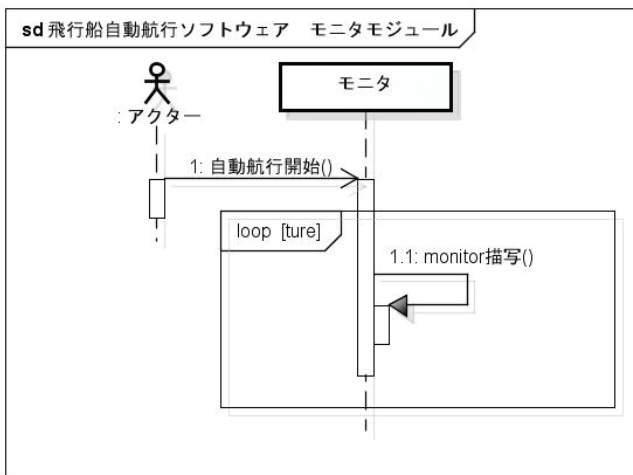 sd 飛行船自動航行ソフトウェア モニタモジュール
モニタ
: アクター
1: 自動航行開始()
loop [ture]
1.1: monitor描写()